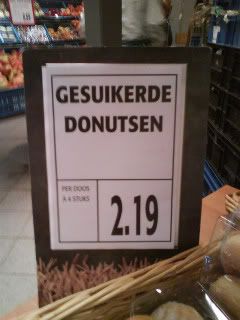 GESUIKERDE
DONUTSEN
PER DOOS
A 4 STUKS
2.19